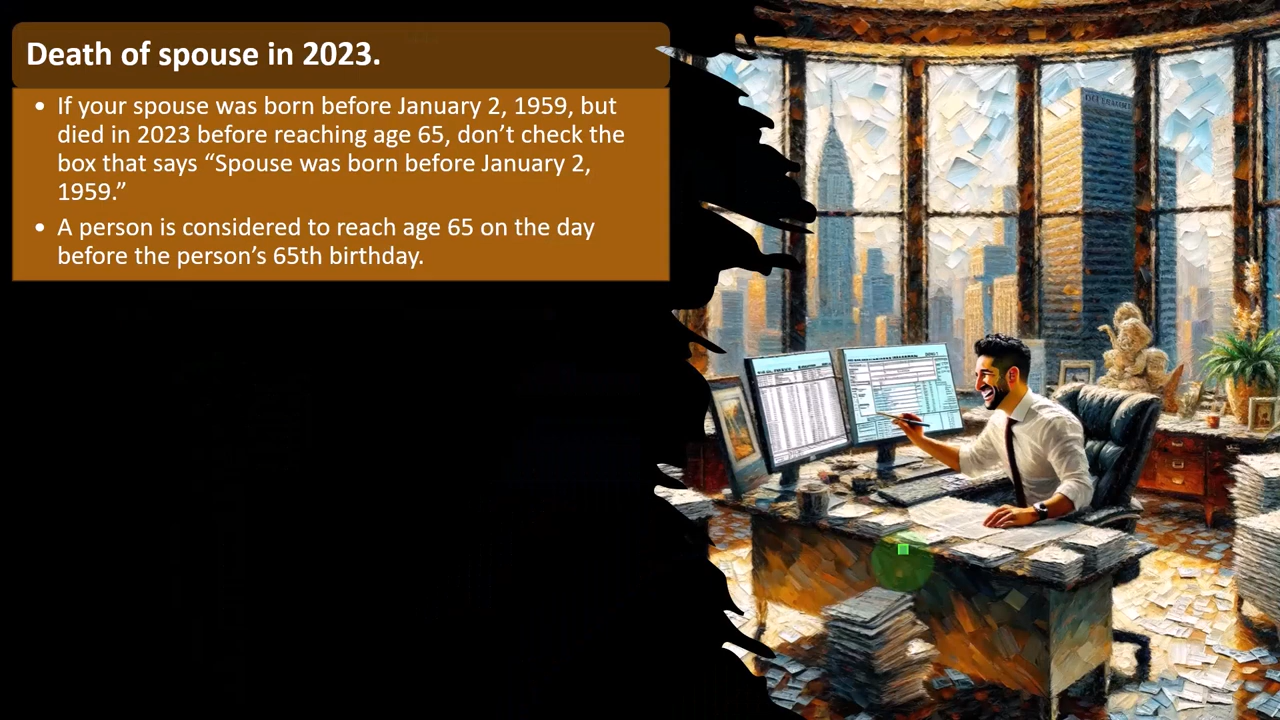 Death of spouse in 2023.
• If your spouse was born before January 2, 1959, but
died in 2023 before reaching age 65, don’t check the
box that says “Spouse was born before January 2,
1959.”
• A person is considered to reach age 65 on the day
before the person’s 65th birthday.